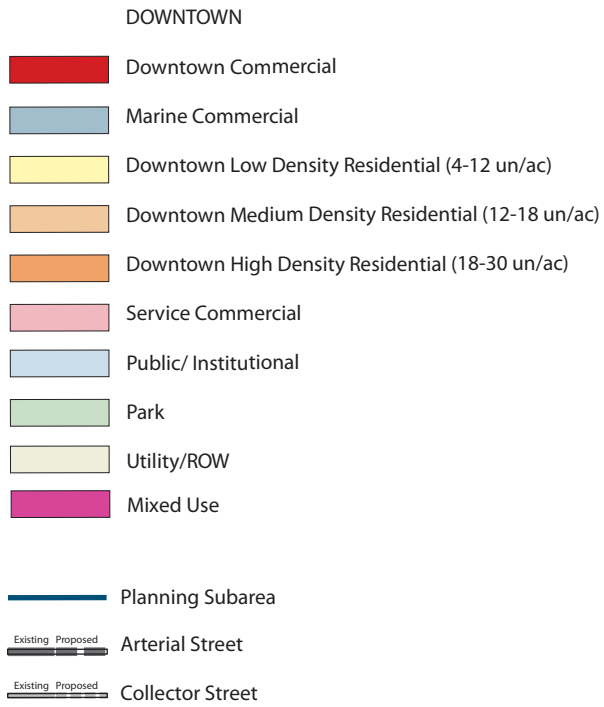 DOWNTOWN
Downtown Commercial
Marine Commercial
Downtown Low Density Residential (4-12 un/ac)
Downtown Medium Density Residential (12-18 un/ac)
Downtown High Density Residential (18-30 un/ac)
Service Commercial
Public/ Institutional
Park
Utility/ROW
Mixed Use
Planning Subarea
Existing Proposed Arterial Street
Existing Proposed Collector Street